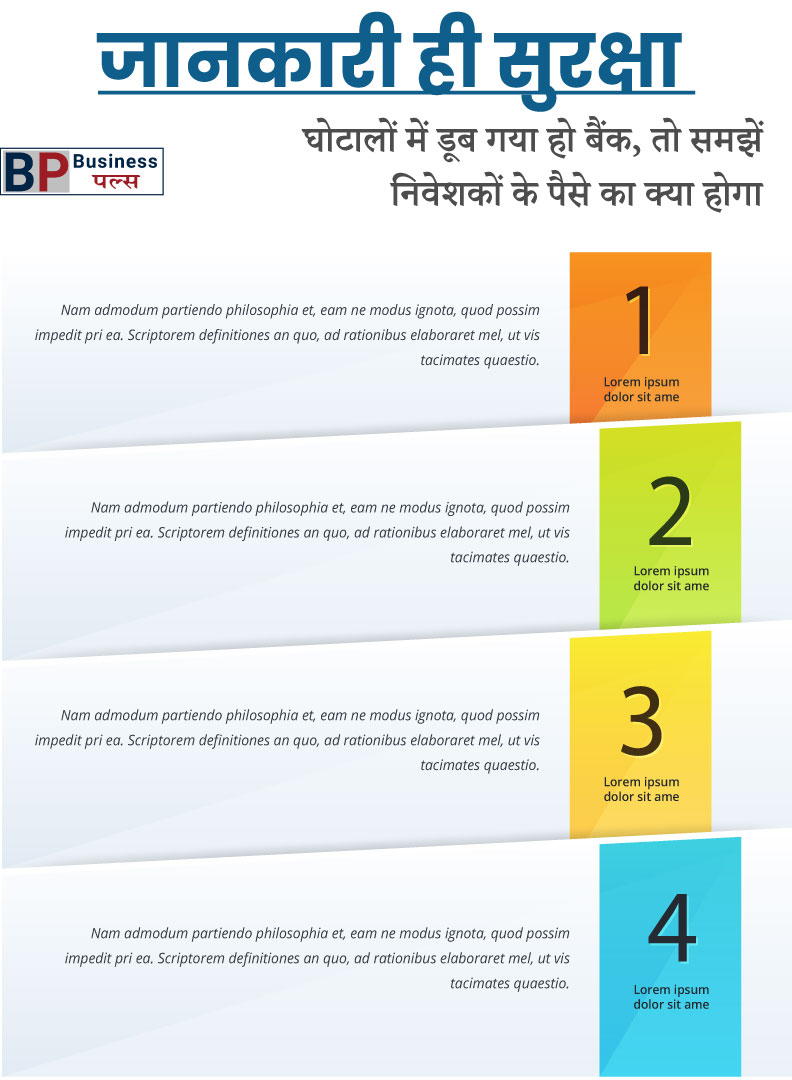 जानकारी ही सुरक्षा
घोटालों में डूब गया हो बैंक, तो समझें
निवेशकों के पैसे का क्या होगा
BP Business
पल्स
Nam admodum partiendo philosophia et, eam ne modus ignota, quod possim
impedit pri ea. Scriptorem definitiones an quo, ad rationibus elaboraret mel, ut vis
tacimates quaestio.
1
Lorem ipsum
dolor sit ame
Nam admodum partiendo philosophia et, eam ne modus ignota, quod possim
impedit pri ea. Scriptorem definitiones an quo, ad rationibus elaboraret mel, ut vis
tacimates quaestio.
2
Lorem ipsum
dolor sit ame
Nam admodum partiendo philosophia et, eam ne modus ignota, quod possim
impedit pri ea. Scriptorem definitiones an quo, ad rationibus elaboraret mel, ut vis
tacimates quaestio.
3
Lorem ipsum
dolor sit ame
Nam admodum partiendo philosophia et, eam ne modus ignota, quod possim
impedit pri ea. Scriptorem definitiones an quo, ad rationibus elaboraret mel, ut vis
tacimates quaestio.
4
Lorem ipsum
dolor sit ame